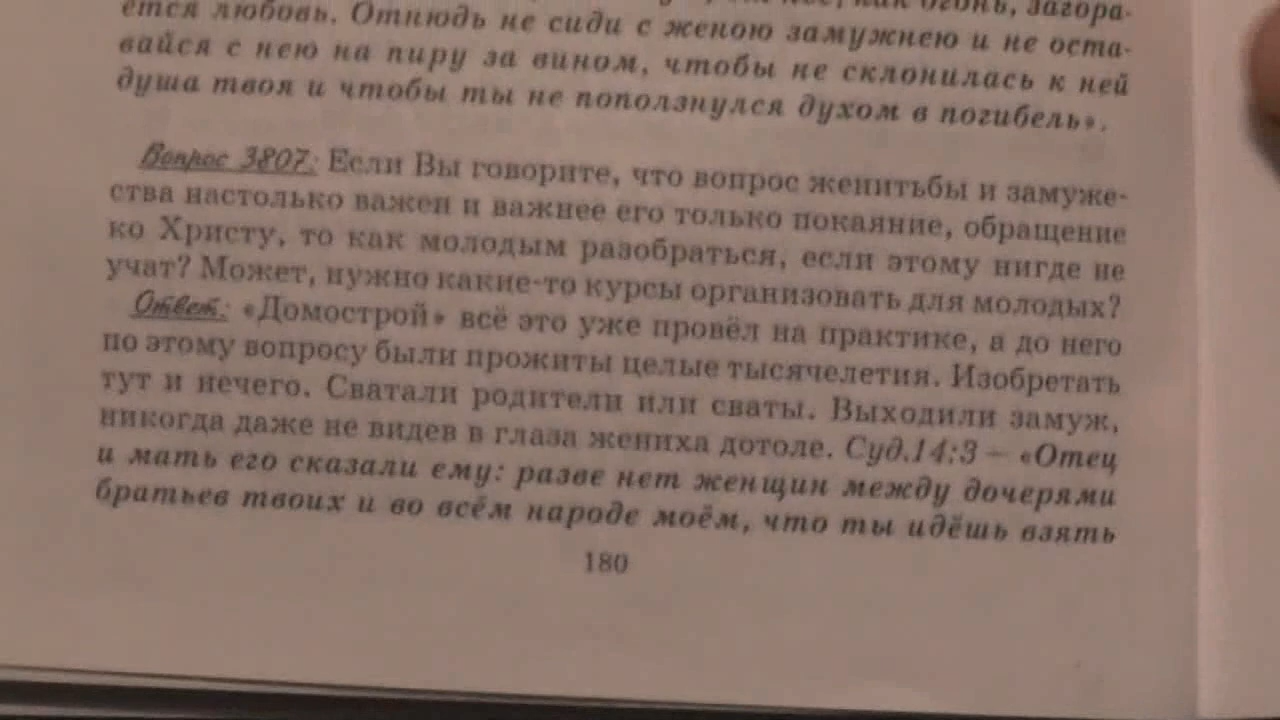 ется любовь. Отнюдь не сиди с женою замужнею и не оста-
вайся с нею на пиру за вином, чтобы не склонилась к ней
душа твоя и чтобы ты не поползнулся духом в погибель».
Вопрос 3807: Если Вы говорите, что вопрос женитьбы и замуже-
ства настолько важен и важнее его только покаяние, обращение
ко Христу, то как молодым разобраться, если этому нигде не
учат? Может, нужно какие-то курсы организовать для молодых?
Ответ: «Домострой» всё это уже провёл на практике, а до него
по этому вопросу были прожиты целые тысячелетия. Изобретать
тут и нечего. Сватали родители или сваты. Выходили замуж,
никогда даже не видев в глаза жениха дотоле. Суд.14:3 – «Отец
и мать его сказали ему: разве нет женщин между дочерями
братьев твоих и во всём народе моём, что ты идёшь взять
180